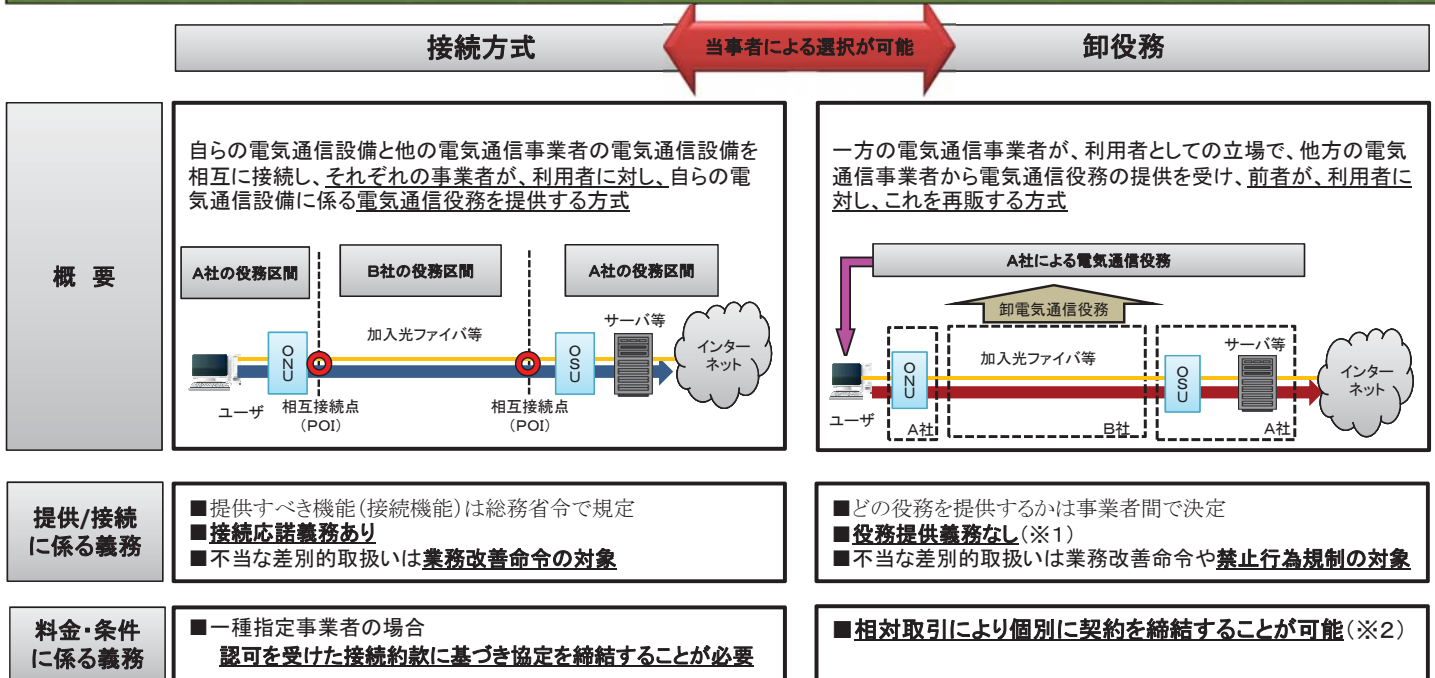 接続方式
当事者による選択が可能
卸役務
概 要
自らの電気通信設備と他の電気通信事業者の電気通信設備を
相互に接続し、それぞれの事業者が、利用者に対し、自らの電
気通信設備に係る電気通信役務を提供する方式
A社の役務区間
B社の役務区間
A社の役務区間
加入光ファイバ等
サーバ等
ONU
OSU
インター
ネット
ユーザ
相互接続点
(POI)
相互接続点
(POI)
一方の電気通信事業者が、利用者としての立場で、他方の電気
通信事業者から電気通信役務の提供を受け、前者が、利用者に
対し、これを再販する方式
A社による電気通信役務
卸電気通信役務
加入光ファイバ等
サーバ等
ONU
OSU
インター
ネット
ユーザ
A社
B社
A社
提供/接続
に係る義務
■提供すべき機能(接続機能)は総務省令で規定
■接続応諾義務あり
■不当な差別的取扱いは業務改善命令の対象
■どの役務を提供するかは事業者間で決定
■役務提供義務なし(※1)
■不当な差別的取扱いは業務改善命令や禁止行為規制の対象
料金・条件
に係る義務
■一種指定事業者の場合
認可を受けた接続約款に基づき協定を締結することが必要
■相対取引により個別に契約を締結することが可能(※2)